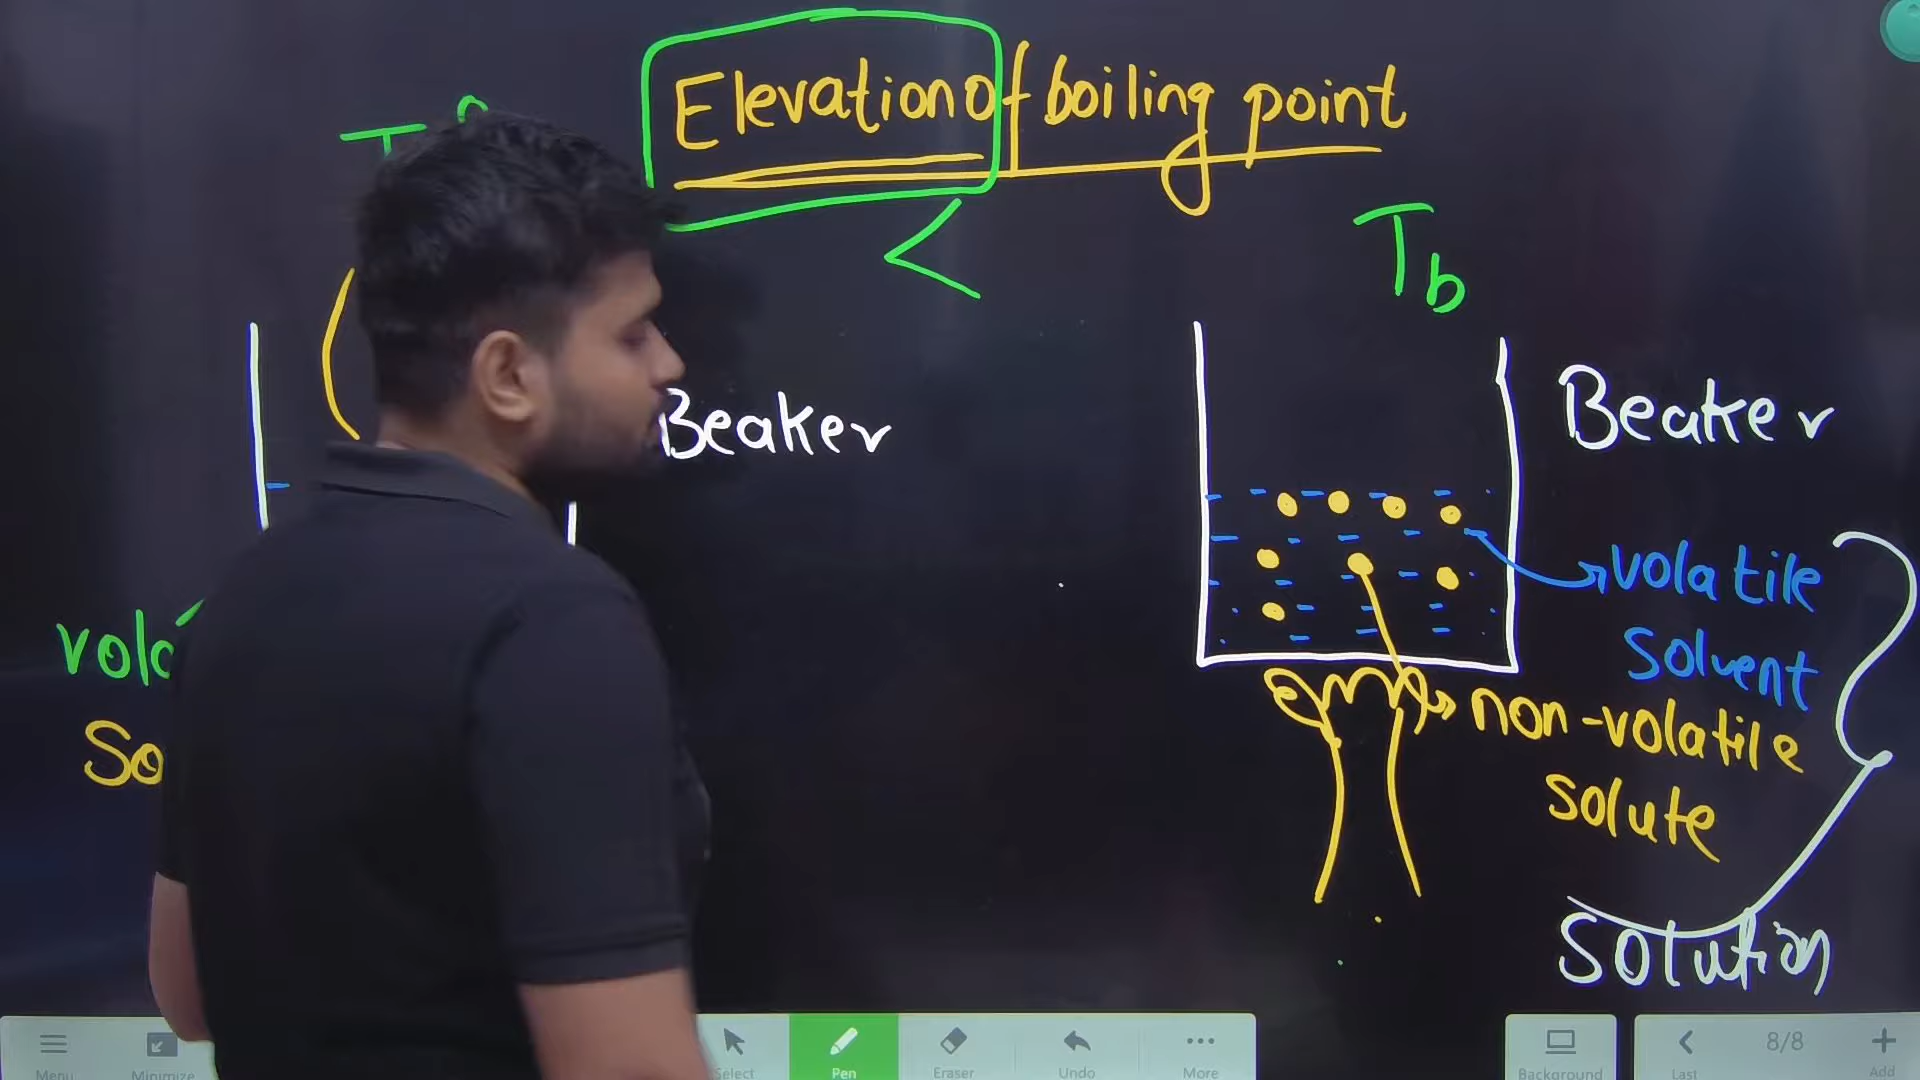 Elevation of boiling point
<
Tb
Beaker
Beaker
volatile
solvent
non-volatile
solute
solution
Menu
Minimize
Select
Pen
Eraser
Undo
More
Background
Last
8/8
Add